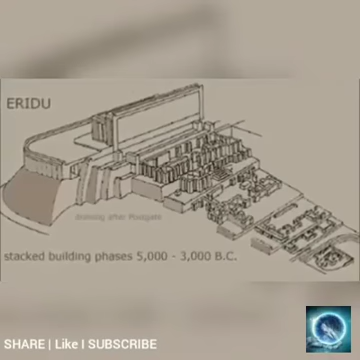 ERIDU
drawing after Postgate
stacked building phases 5,000 - 3,000 B.C.
SHARE | Like I SUBSCRIBE